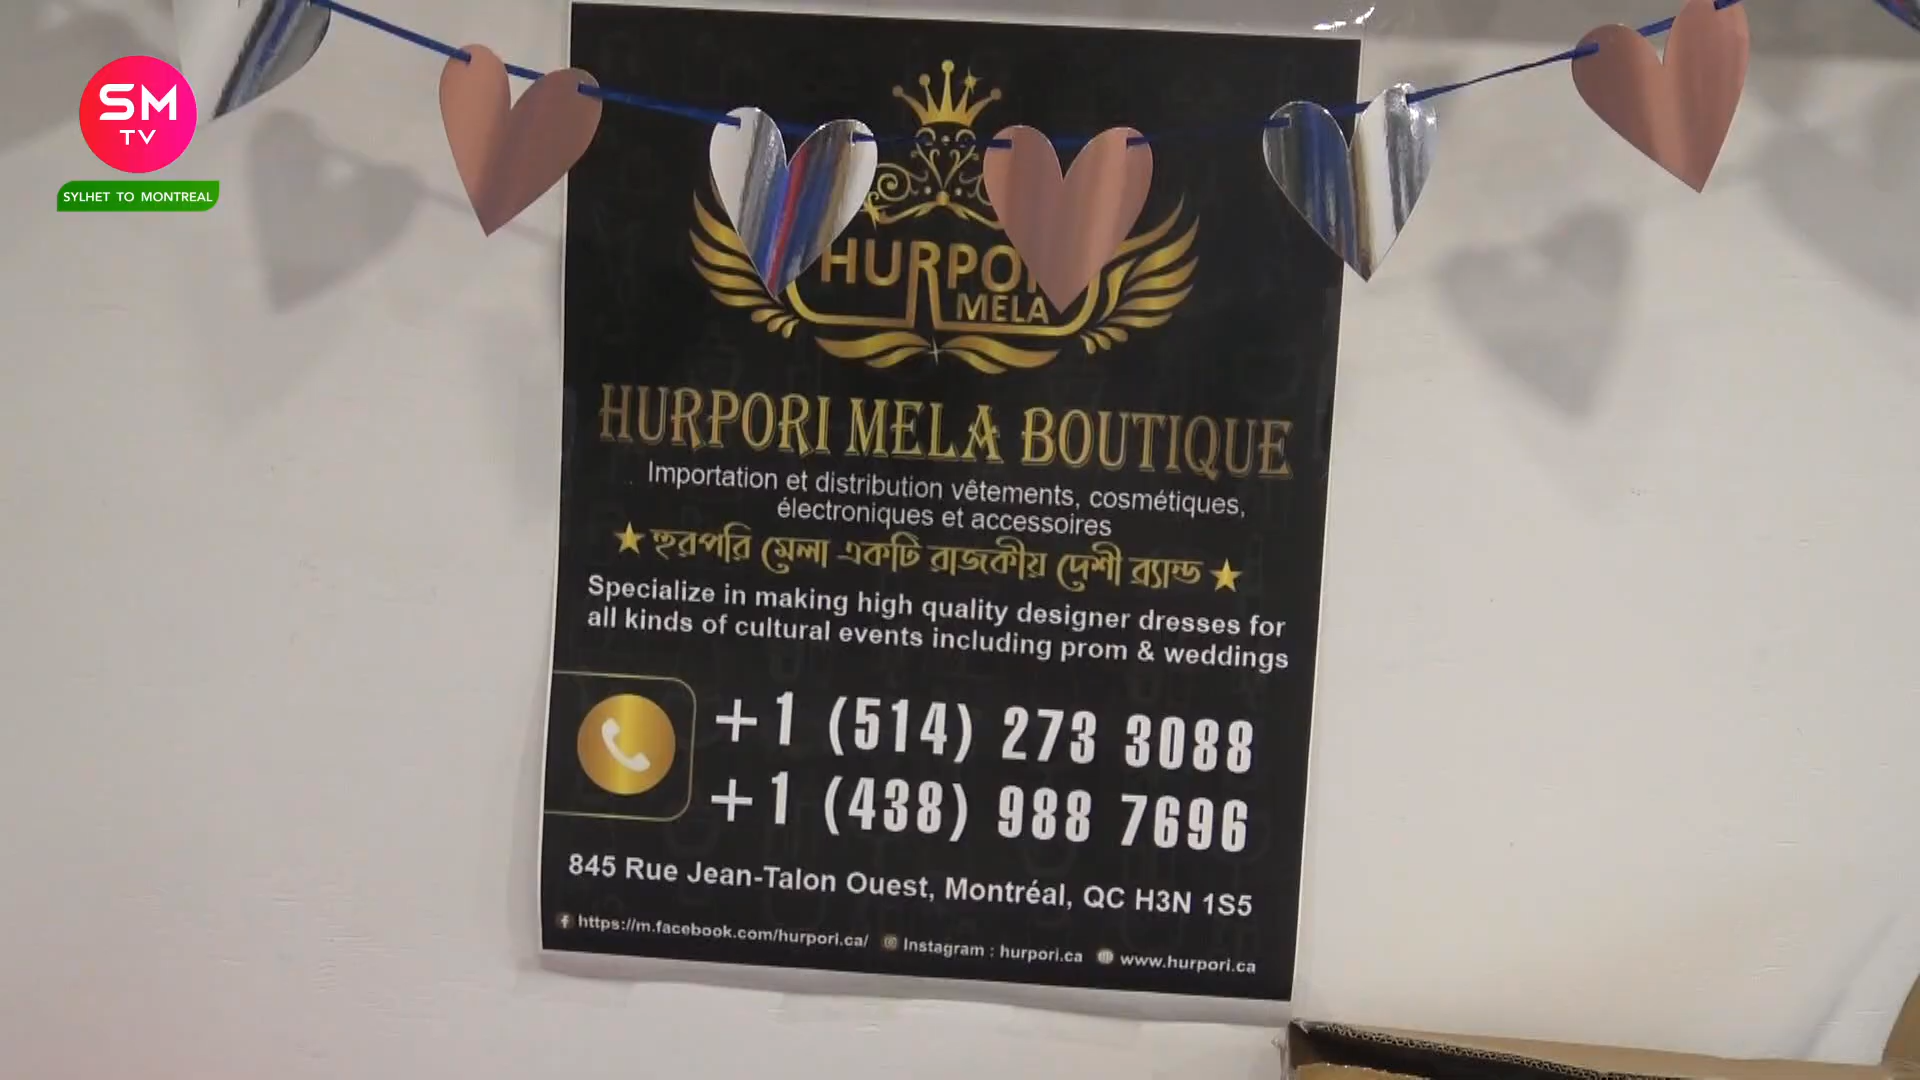 SM
TV
SYLHET TO MONTREAL
MELA
HURPORI MELA BOUTIQUE
Importation et distribution vêtements, cosmétiques,
électroniques et accessoires
হুরপরি মেলা একটি রাজকীয় দেশী ব্র্যান্ড
Specialize in making high quality designer dresses for
all kinds of cultural events including prom & weddings
+1 (514) 273 3088
+1 (438) 988 7696
845 Rue Jean-Talon Ouest, Montréal, QC H3N 1S5
https://m.facebook.com/hurpori.ca/ Instagram : hurpori.ca www.hurpori.ca